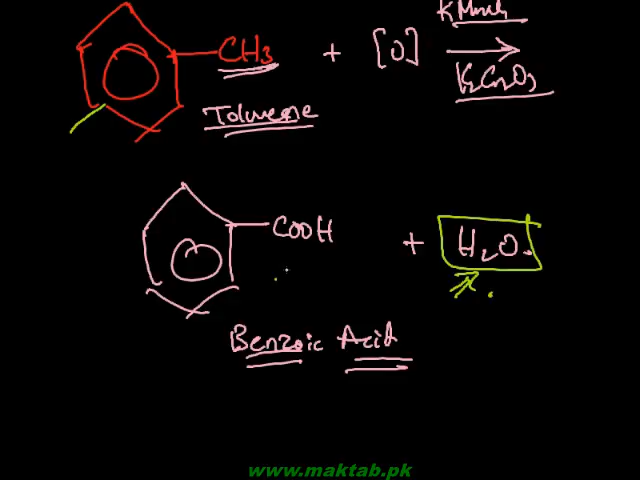 KMnO4
CH3 + [O]
K2Cr2O7
Toluene
COOH + H2O.
Benzoic Acid
www.maktab.pk